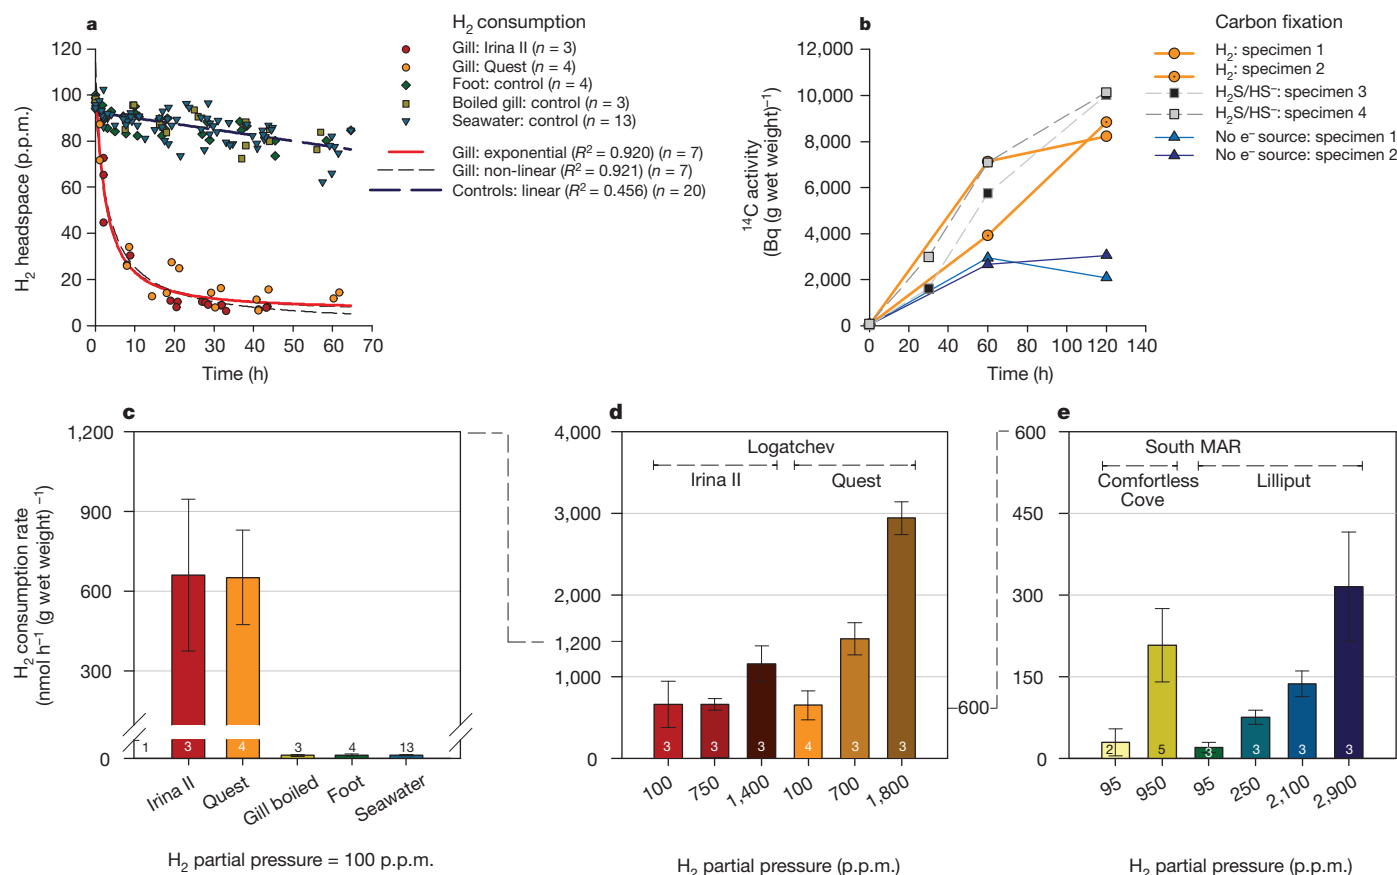 a
H2 consumption
Gill: Irina II (n = 3)
Gill: Quest (n = 4)
Foot: control (n = 4)
Boiled gill: control (n = 3)
Seawater: control (n = 13)
Gill: exponential (R2 = 0.920) (n = 7)
Gill: non-linear (R2 = 0.921) (n = 7)
Controls: linear (R2 = 0.456) (n = 20)
H2 headspace (p.p.m.)
120
100
80
60
40
20
0
0 10 20 30 40 50 60 70
Time (h)
b
Carbon fixation
H2: specimen 1
H2: specimen 2
H2S/HS–: specimen 3
H2S/HS–: specimen 4
No e– source: specimen 1
No e– source: specimen 2
14C activity
(Bq (g wet weight)–1)
12,000
10,000
8,000
6,000
4,000
2,000
0
0 20 40 60 80 100 120 140
Time (h)
c
H2 consumption rate
(nmol h–1 (g wet weight) –1)
1,200
900
600
300
0
1 3 4 3 4 13
Irina II
Quest
Gill boiled
Foot
Seawater
H2 partial pressure = 100 p.p.m.
d
4,000
3,000
2,000
1,200
1,000
0
Logatchev
Irina II Quest
600
3 3 3 4 3 3
100 750 1,400 100 700 1,800
H2 partial pressure (p.p.m.)
e
600
450
300
150
0
South MAR
Comfortless
Cove
Lilliput
2 5 3 3 3 3
95 950 95 250 2,100 2,900
H2 partial pressure (p.p.m.)